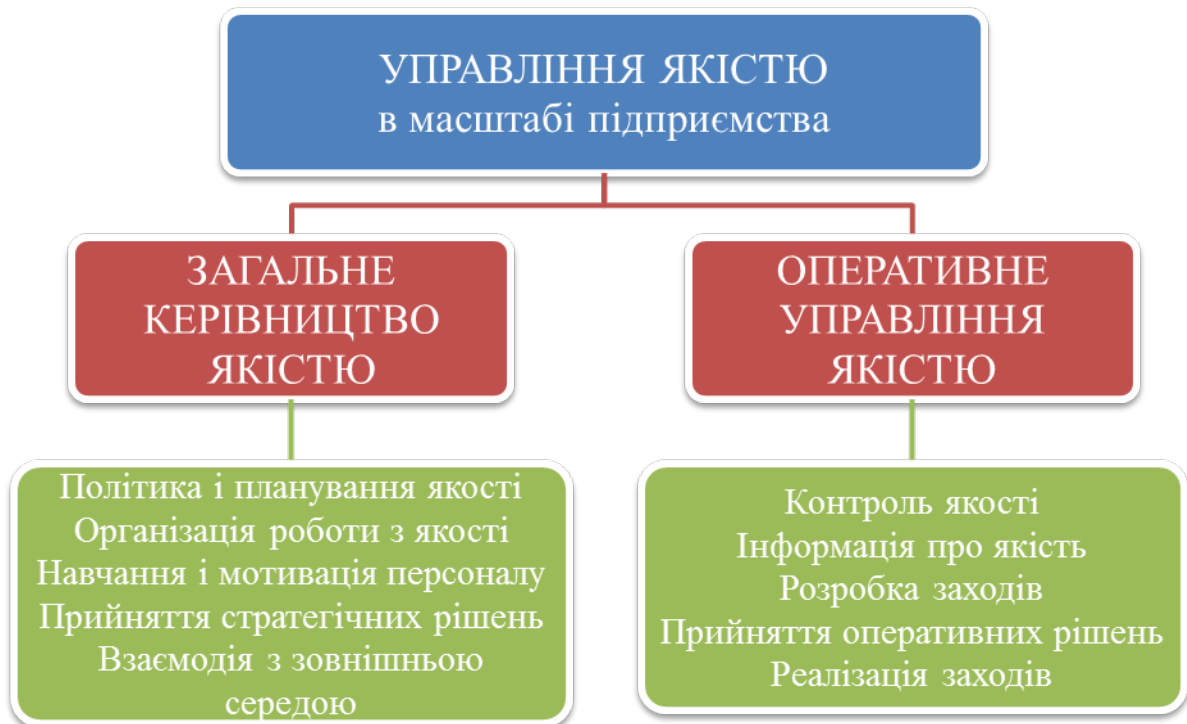 УПРАВЛІННЯ ЯКІСТЮ
в масштабі підприємства
ЗАГАЛЬНЕ
КЕРІВНИЦТВО
ЯКІСТЮ
ОПЕРАТИВНЕ
УПРАВЛІННЯ
ЯКІСТЮ
Політика і планування якості
Організація роботи з якості
Навчання і мотивація персоналу
Прийняття стратегічних рішень
Взаємодія з зовнішньою
середою
Контроль якості
Інформація про якість
Розробка заходів
Прийняття оперативних рішень
Реалізація заходів